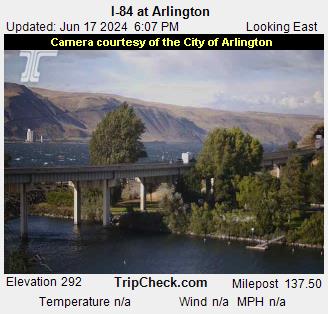 I-84 at Arlington
Updated: Jun 17 2024 6:07 PM Looking East
Camera courtesy of the City of Arlington
Elevation 292 TripCheck.com Milepost 137.50
Temperature n/a Wind n/a MPH n/a